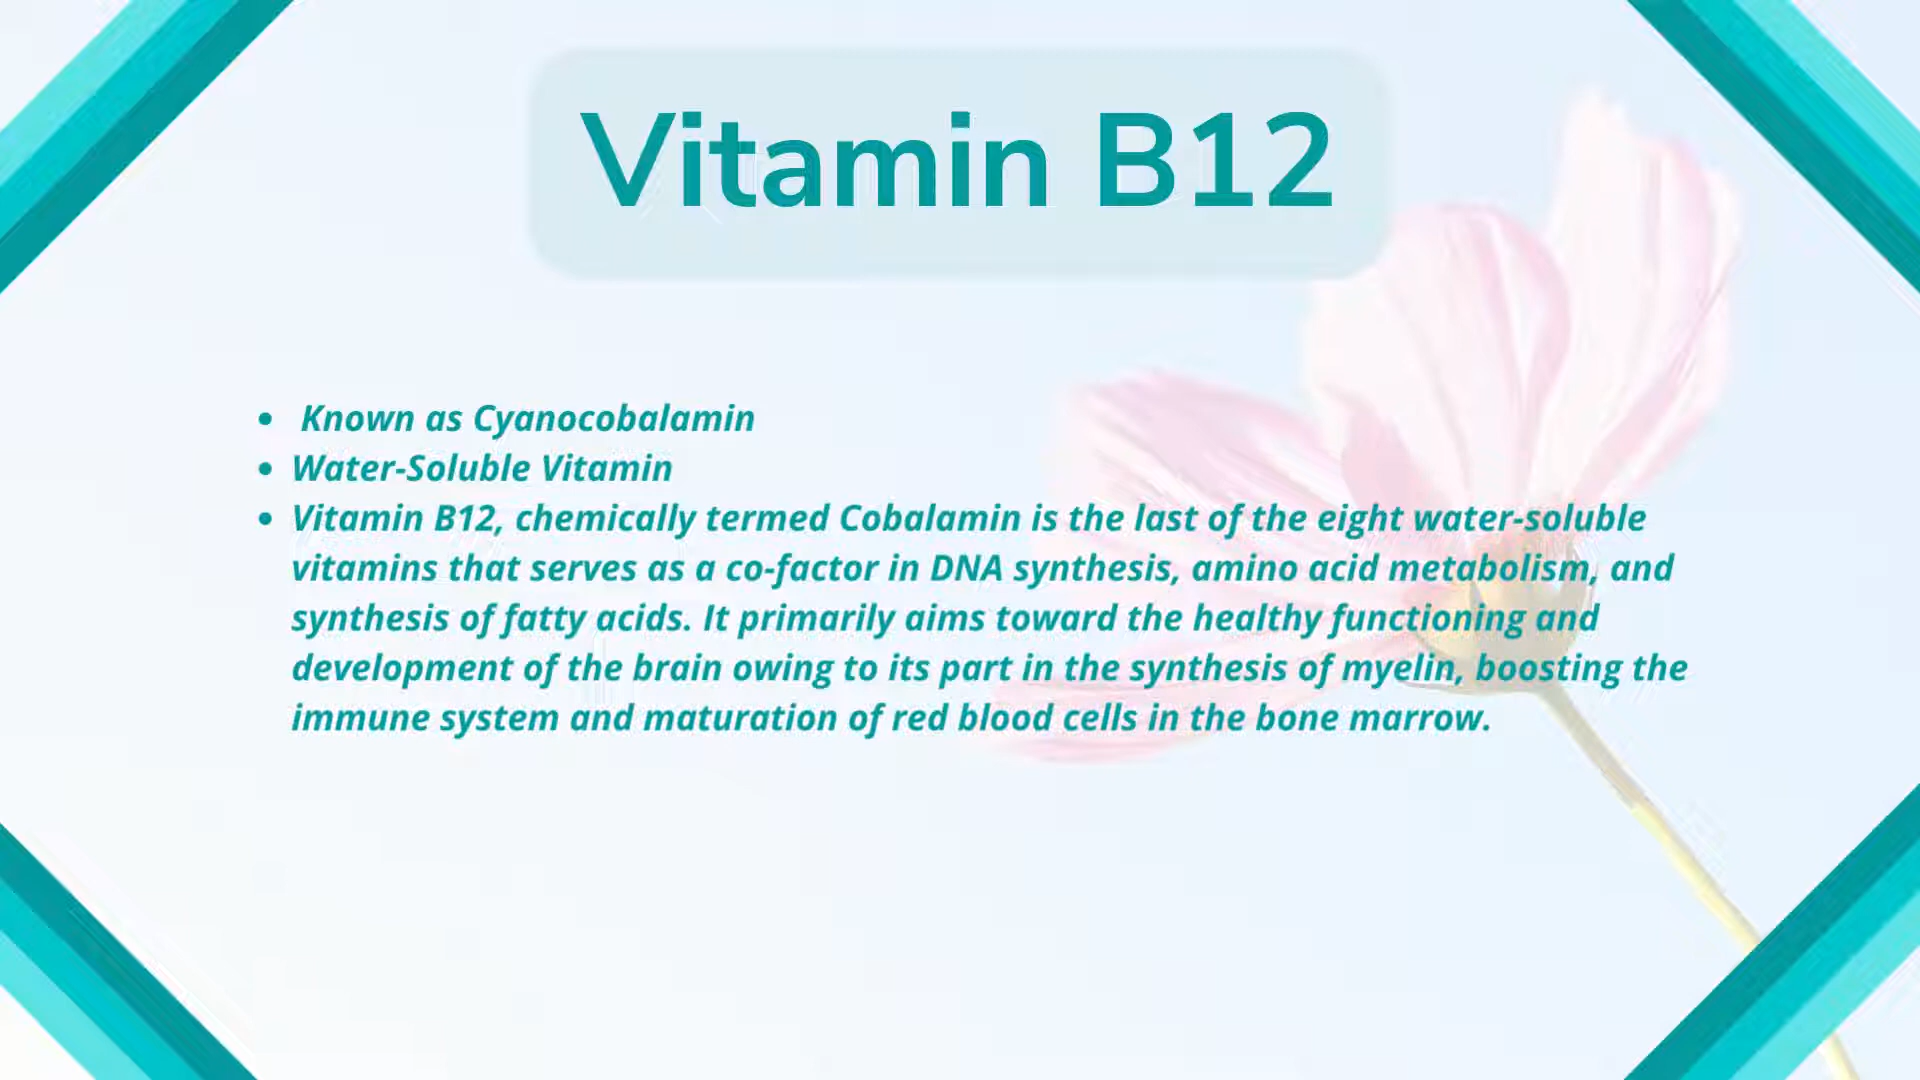 Vitamin B12
• Known as Cyanocobalamin
• Water-Soluble Vitamin
• Vitamin B12, chemically termed Cobalamin is the last of the eight water-soluble
vitamins that serves as a co-factor in DNA synthesis, amino acid metabolism, and
synthesis of fatty acids. It primarily aims toward the healthy functioning and
development of the brain owing to its part in the synthesis of myelin, boosting the
immune system and maturation of red blood cells in the bone marrow.